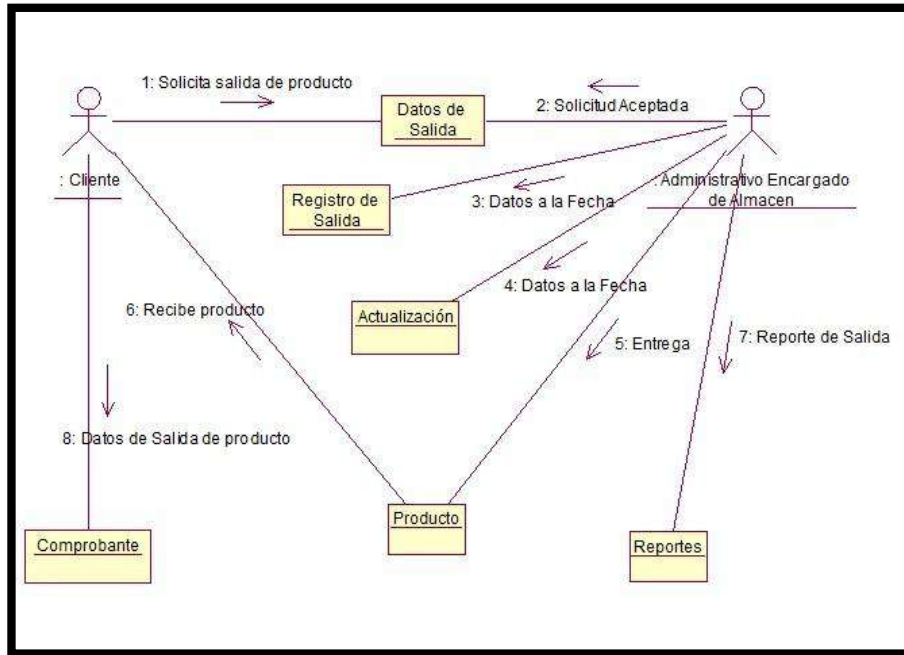 1: Solicita salida de producto
Datos de
Salida
2: Solicitud Aceptada
: Cliente
Registro de
Salida
3: Datos a la Fecha
: Administrativo Encargado
de Almacen
4: Datos a la Fecha
Actualización
6: Recibe producto
5: Entrega
7: Reporte de Salida
8: Datos de Salida de producto
Comprobante
Producto
Reportes